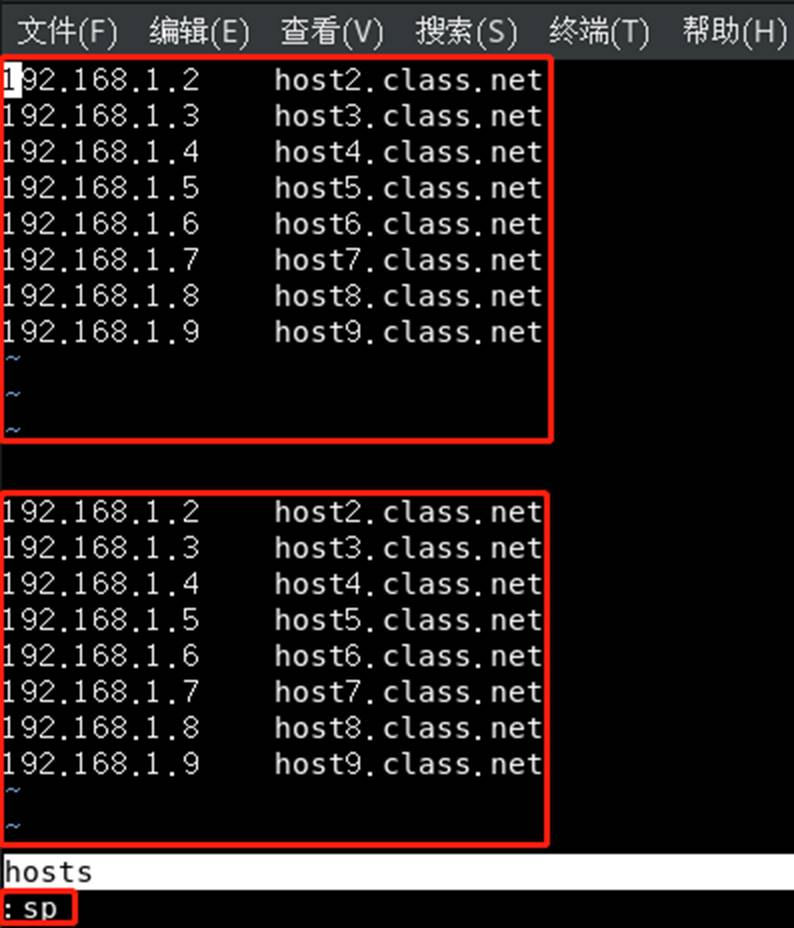 文件(F) 编辑(E) 查看(V) 搜索(S) 终端(T) 帮助(H)
192.168.1.2    host2.class.net
192.168.1.3    host3.class.net
192.168.1.4    host4.class.net
192.168.1.5    host5.class.net
192.168.1.6    host6.class.net
192.168.1.7    host7.class.net
192.168.1.8    host8.class.net
192.168.1.9    host9.class.net
~
~
~
192.168.1.2    host2.class.net
192.168.1.3    host3.class.net
192.168.1.4    host4.class.net
192.168.1.5    host5.class.net
192.168.1.6    host6.class.net
192.168.1.7    host7.class.net
192.168.1.8    host8.class.net
192.168.1.9    host9.class.net
~
~
hosts
:sp